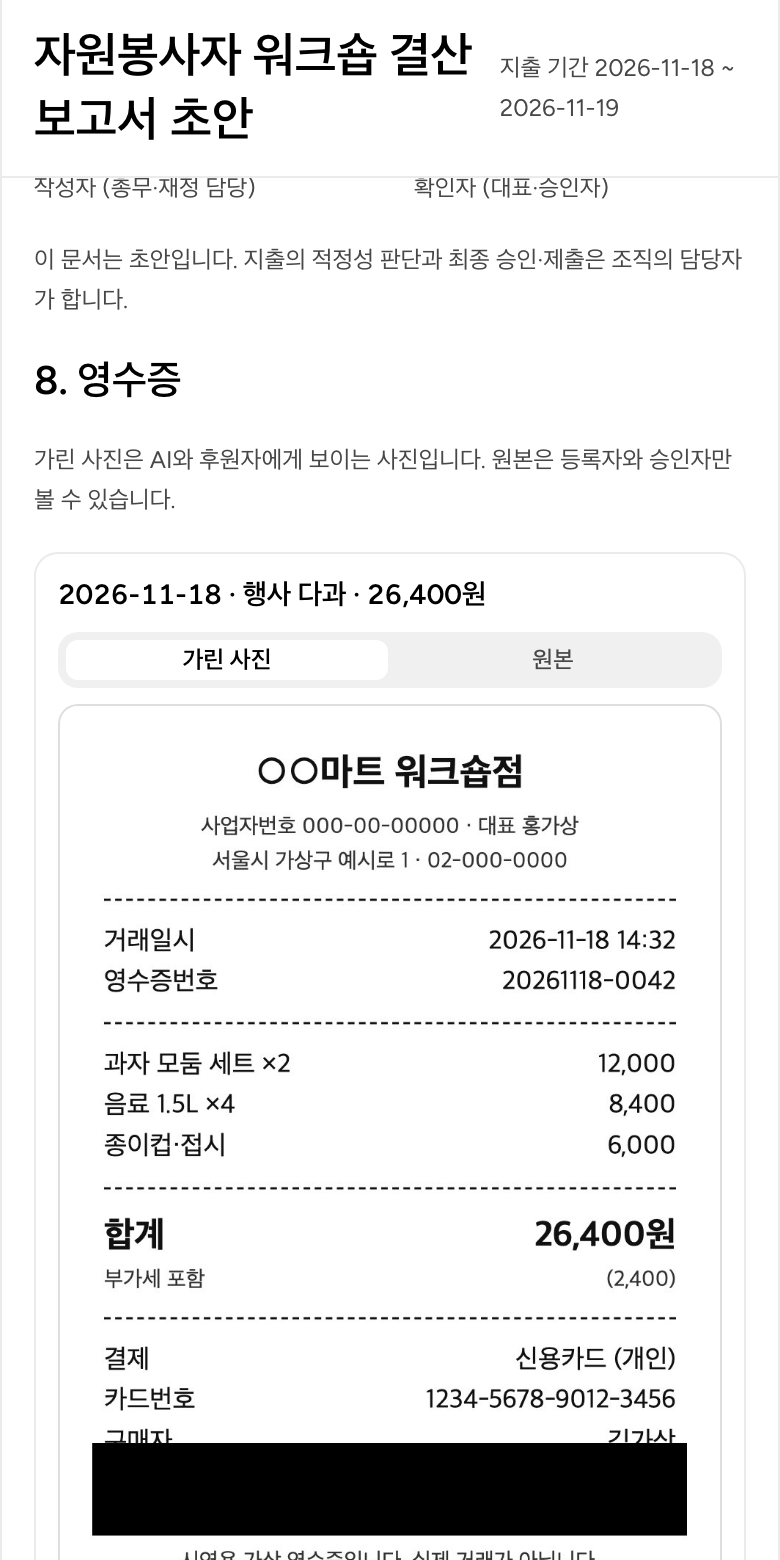 자원봉사자 워크숍 결산
보고서 초안
지출 기간 2026-11-18 ~
2026-11-19
작성자 (총무·재정 담당)
확인자 (대표·승인자)
이 문서는 초안입니다. 지출의 적정성 판단과 최종 승인·제출은 조직의 담당자
가 합니다.
8. 영수증
가린 사진은 AI와 후원자에게 보이는 사진입니다. 원본은 등록자와 승인자만
볼 수 있습니다.
2026-11-18 · 행사 다과 · 26,400원
가린 사진
원본
○○마트 워크숍점
사업자번호 000-00-00000 · 대표 홍가상
서울시 가상구 예시로 1 · 02-000-0000
거래일시 2026-11-18 14:32
영수증번호 20261118-0042
과자 모둠 세트 ×2 12,000
음료 1.5L ×4 8,400
종이컵·접시 6,000
합계 26,400원
부가세 포함 (2,400)
결제 신용카드 (개인)
카드번호 1234-5678-9012-3456
구매자 김가상